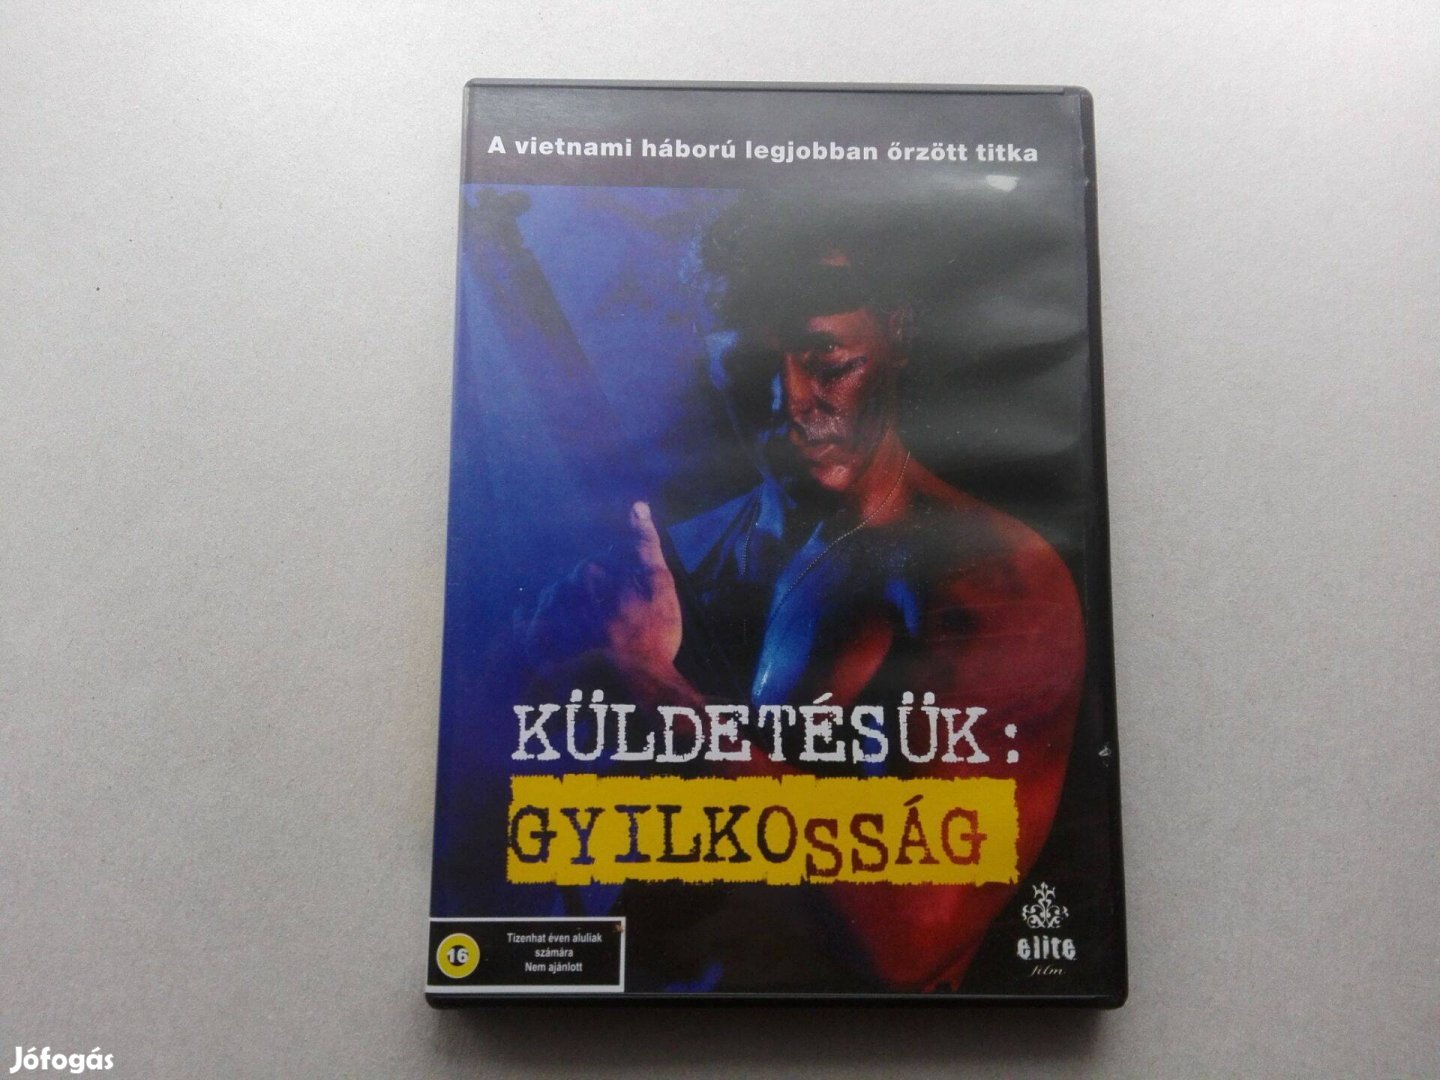 A vietnami háború legjobban őrzött titka
KÜLDETÉSÜK:
GYILKOSSÁG
16
Tizenhat éven aluliak
számára
Nem ajánlott
elite
film
Jófogás